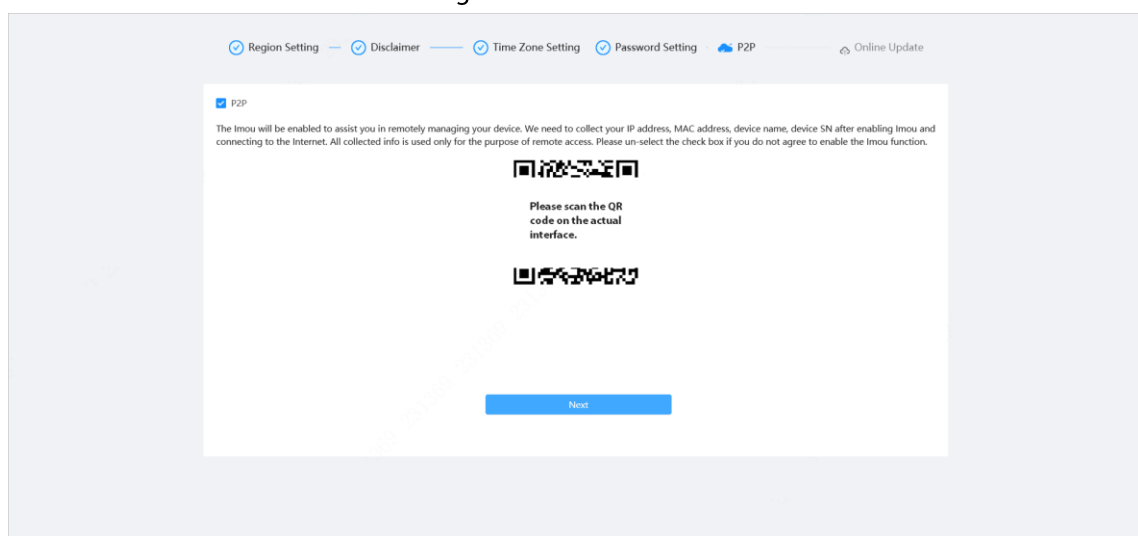 Region Setting Disclaimer Time Zone Setting Password Setting P2P Online Update
P2P
The Imou will be enabled to assist you in remotely managing your device. We need to collect your IP address, MAC address, device name, device SN after enabling Imou and
connecting to the Internet. All collected info is used only for the purpose of remote access. Please un-select the check box if you do not agree to enable the Imou function.
Please scan the QR
code on the actual
interface.
Next